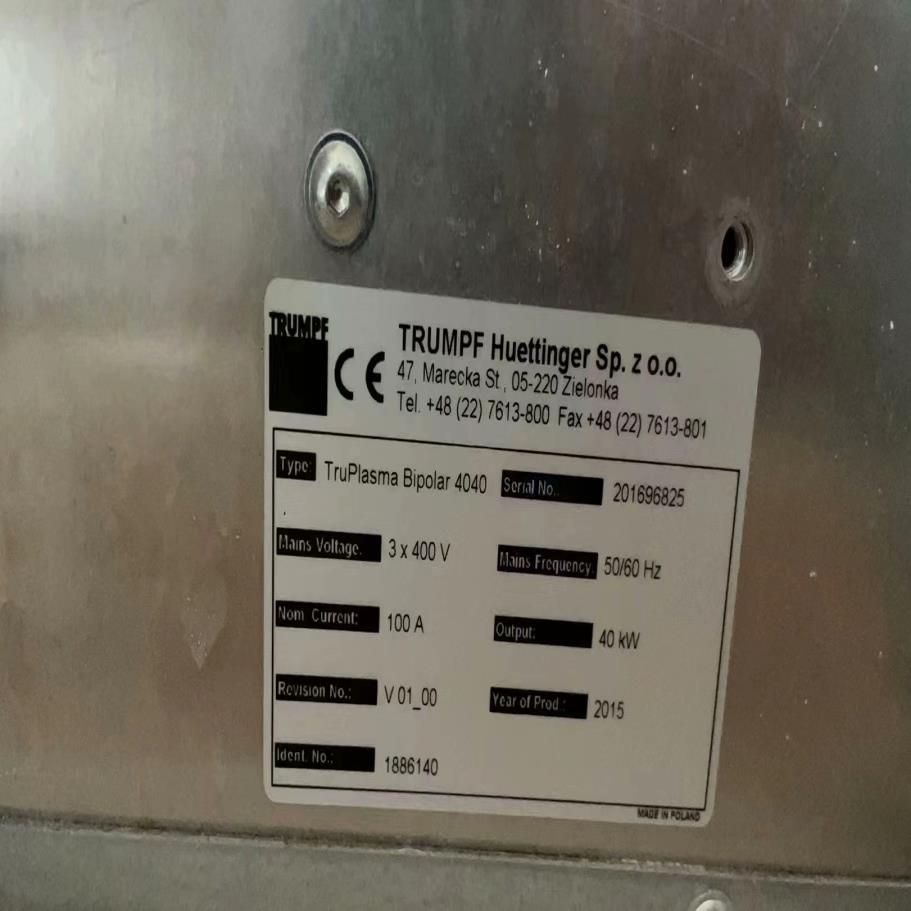 TRUMPF
CE
TRUMPF Huettinger Sp. z o.o.
47, Marecka St., 05-220 Zielonka
Tel. +48 (22) 7613-800 Fax +48 (22) 7613-801
Type: TruPlasma Bipolar 4040 Serial No.: 201696825
Mains Voltage: 3 x 400 V Mains Frequency: 50/60 Hz
Nom. Current: 100 A Output: 40 kW
Revision No.: V 01_00 Year of Prod.: 2015
Ident. No.: 1886140
MADE IN POLAND